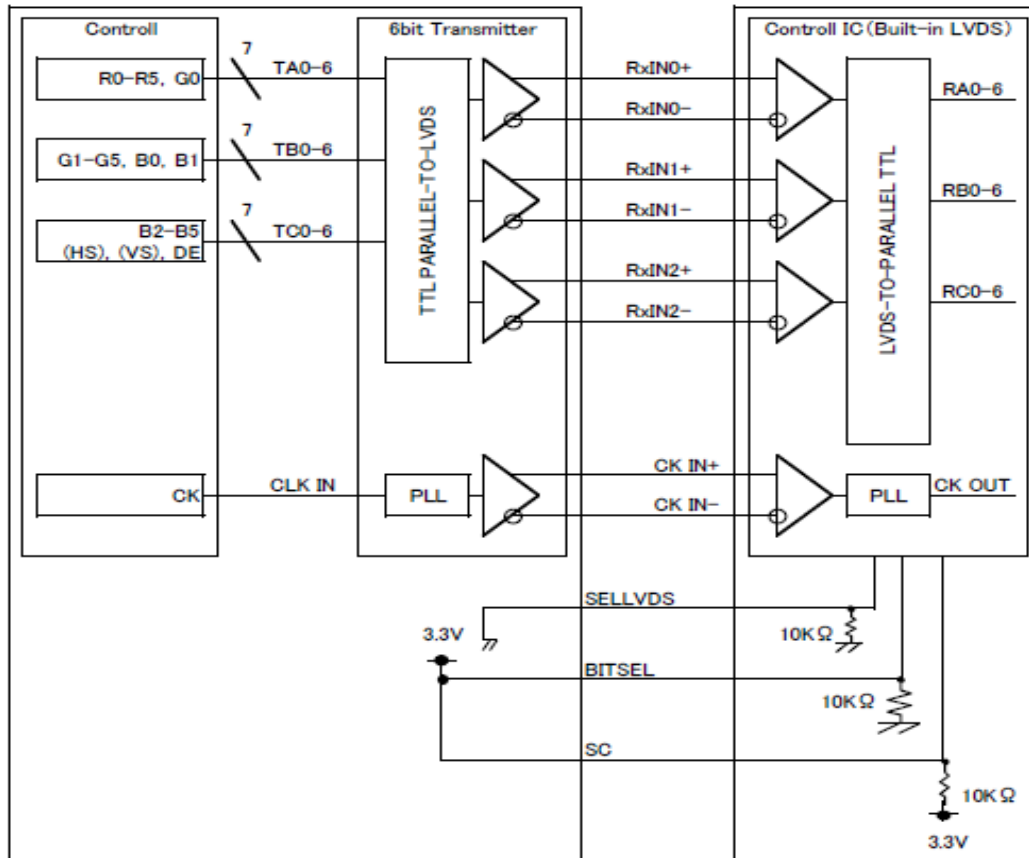 Controll
6bit Transmitter
Controll IC(Built-in LVDS)
R0-R5, G0
7
TA0-6
RxIN0+
RxIN0-
RA0-6
G1-G5, B0, B1
7
TB0-6
RxIN1+
RxIN1-
RB0-6
B2-B5
(HS), (VS), DE
7
TC0-6
RxIN2+
RxIN2-
RC0-6
TTL PARALLEL-TO-LVDS
LVDS-TO-PARALLEL TTL
CK
CLK IN
PLL
CK IN+
CK IN-
PLL
CK OUT
SELLVDS
10KΩ
3.3V
BITSEL
10KΩ
SC
10KΩ
3.3V